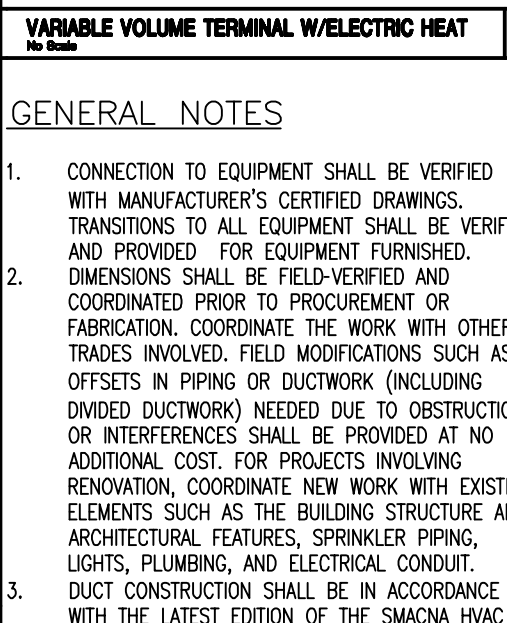 VARIABLE VOLUME TERMINAL W/ELECTRIC HEAT
No Scale
GENERAL NOTES
1. CONNECTION TO EQUIPMENT SHALL BE VERIFIED
WITH MANUFACTURER'S CERTIFIED DRAWINGS.
TRANSITIONS TO ALL EQUIPMENT SHALL BE VERIF
AND PROVIDED FOR EQUIPMENT FURNISHED.
2. DIMENSIONS SHALL BE FIELD-VERIFIED AND
COORDINATED PRIOR TO PROCUREMENT OR
FABRICATION. COORDINATE THE WORK WITH OTHER
TRADES INVOLVED. FIELD MODIFICATIONS SUCH AS
OFFSETS IN PIPING OR DUCTWORK (INCLUDING
DIVIDED DUCTWORK) NEEDED DUE TO OBSTRUCTIO
OR INTERFERENCES SHALL BE PROVIDED AT NO
ADDITIONAL COST. FOR PROJECTS INVOLVING
RENOVATION, COORDINATE NEW WORK WITH EXISTI
ELEMENTS SUCH AS THE BUILDING STRUCTURE A
ARCHITECTURAL FEATURES, SPRINKLER PIPING,
LIGHTS, PLUMBING, AND ELECTRICAL CONDUIT.
3. DUCT CONSTRUCTION SHALL BE IN ACCORDANCE
WITH THE LATEST EDITION OF THE SMACNA HVAC